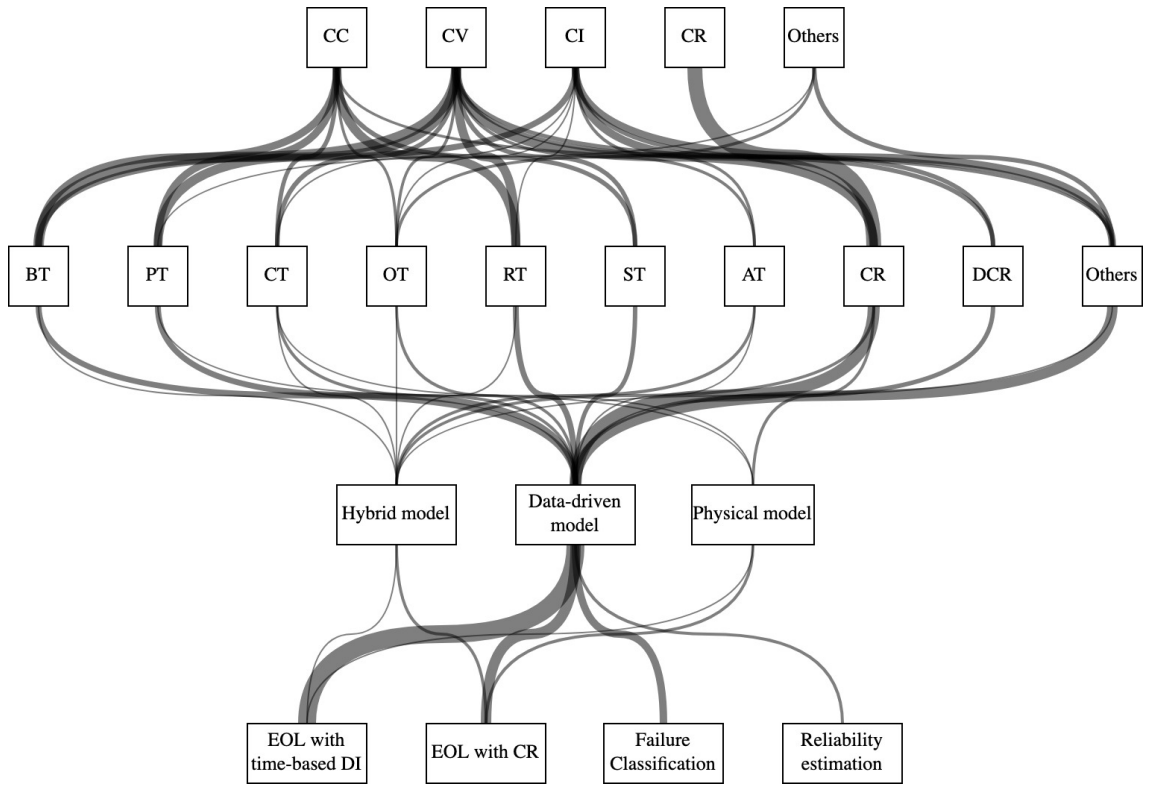 CC
CV
CI
CR
Others
BT
PT
CT
OT
RT
ST
AT
CR
DCR
Others
Hybrid model
Data-driven
model
Physical model
EOL with
time-based DI
EOL with CR
Failure
Classification
Reliability
estimation